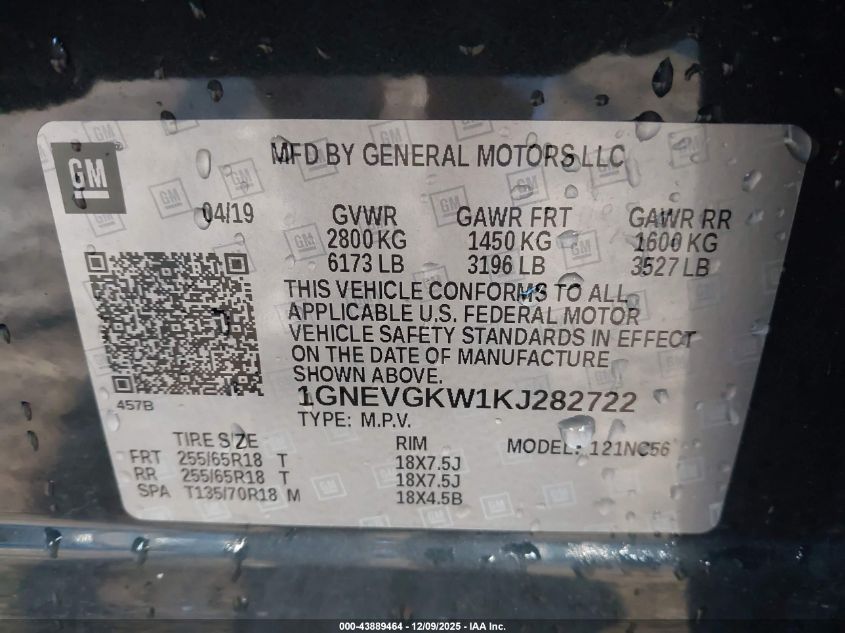 GM
MFD BY GENERAL MOTORS LLC
04/19
GVWR GAWR FRT GAWR RR
2800 KG 1450 KG 1600 KG
6173 LB 3196 LB 3527 LB
THIS VEHICLE CONFORMS TO ALL
APPLICABLE U.S. FEDERAL MOTOR
VEHICLE SAFETY STANDARDS IN EFFECT
ON THE DATE OF MANUFACTURE
SHOWN ABOVE.
457B
1GNEVGKW1KJ282722
TYPE: M.P.V.
TIRE SIZE RIM MODEL: 121NC56
FRT 255/65R18 T 18X7.5J
RR 255/65R18 T 18X7.5J
SPA T135/70R18 M 18X4.5B
000-43889464 | 12/09/2025 - IAA Inc.